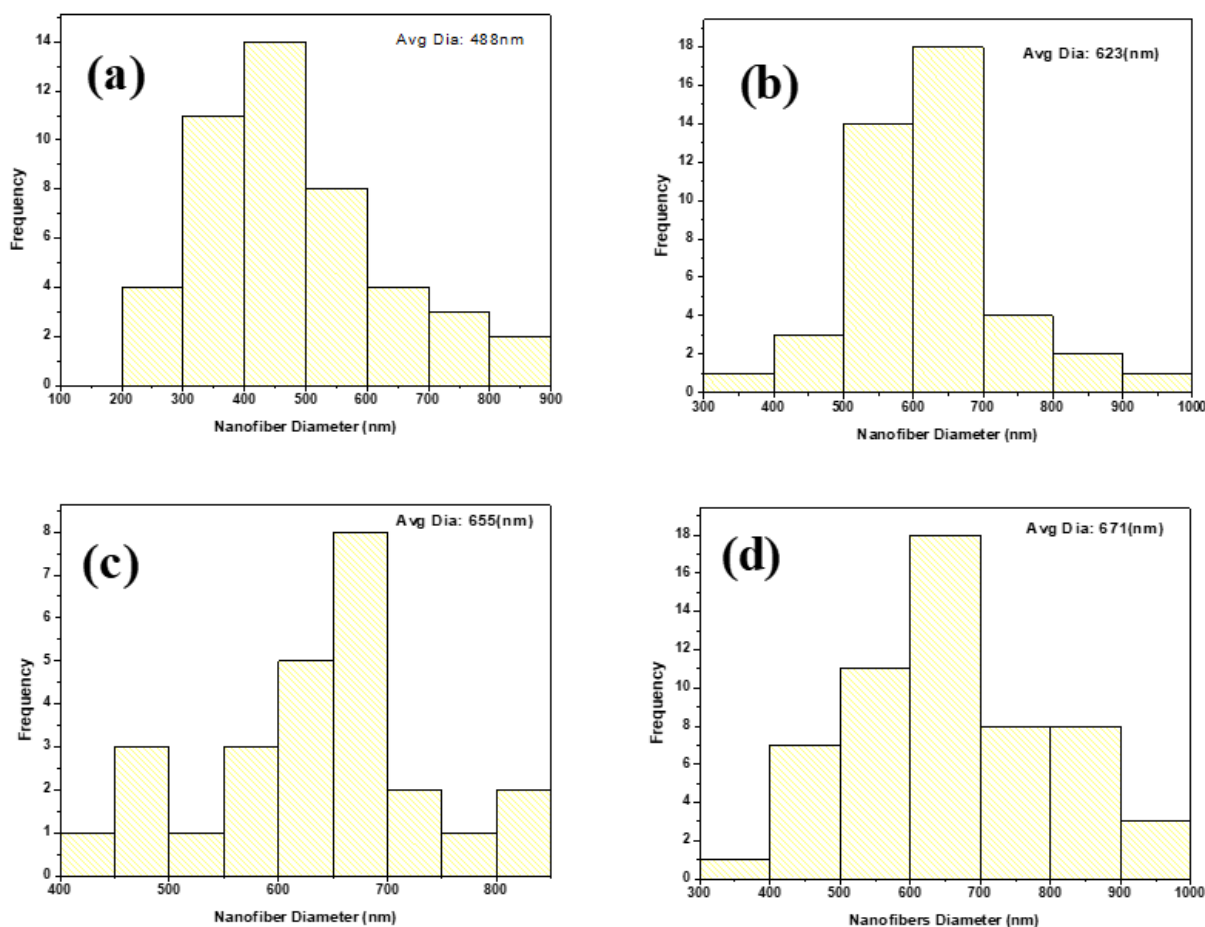 Avg Dia: 488nm
(a)
14
12
10
8
6
4
2
0
Frequency
100 200 300 400 500 600 700 800 900
Nanofiber Diameter (nm)
Avg Dia: 623(nm)
(b)
18
16
14
12
10
8
6
4
2
0
Frequency
300 400 500 600 700 800 900 1000
Nanofiber Diameter (nm)
Avg Dia: 655(nm)
(c)
8
7
6
5
4
3
2
1
0
Frequency
400 500 600 700 800
Nanofiber Diameter (nm)
Avg Dia: 671(nm)
(d)
18
16
14
12
10
8
6
4
2
0
Frequency
300 400 500 600 700 800 900 1000
Nanofibers Diameter (nm)